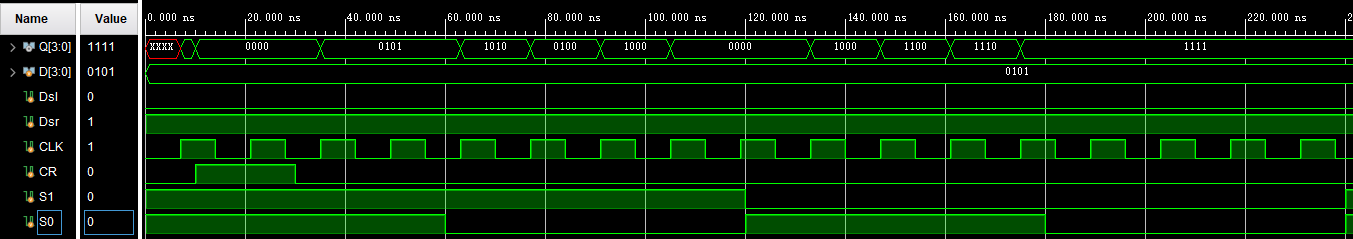 Name Value 0.000 ns 20.000 ns 40.000 ns 60.000 ns 80.000 ns 100.000 ns 120.000 ns 140.000 ns 160.000 ns 180.000 ns 200.000 ns 220.000 ns
Q[3:0] 1111 XXXX 0000 0101 1010 0100 1000 0000 1000 1100 1110 1111
D[3:0] 0101 0101
Dsl 0
Dsr 1
CLK 1
CR 0
S1 0
S0 0